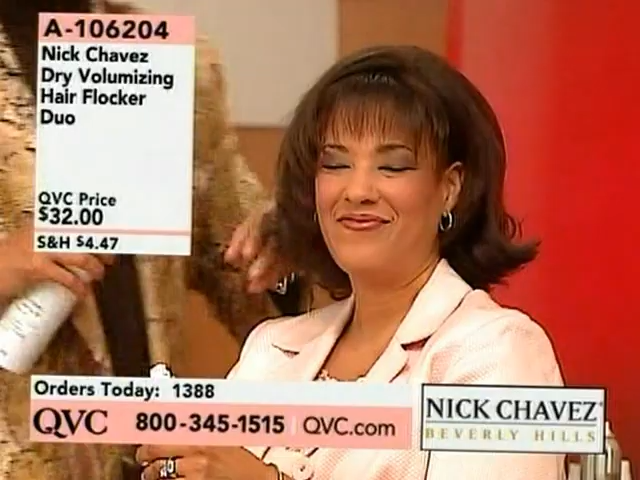 A-106204
Nick Chavez
Dry Volumizing
Hair Flocker
Duo
QVC Price
$32.00
S&H $4.47
Orders Today: 1388
QVC 800-345-1515 | QVC.com
NICK CHAVEZ
BEVERLY HILLS